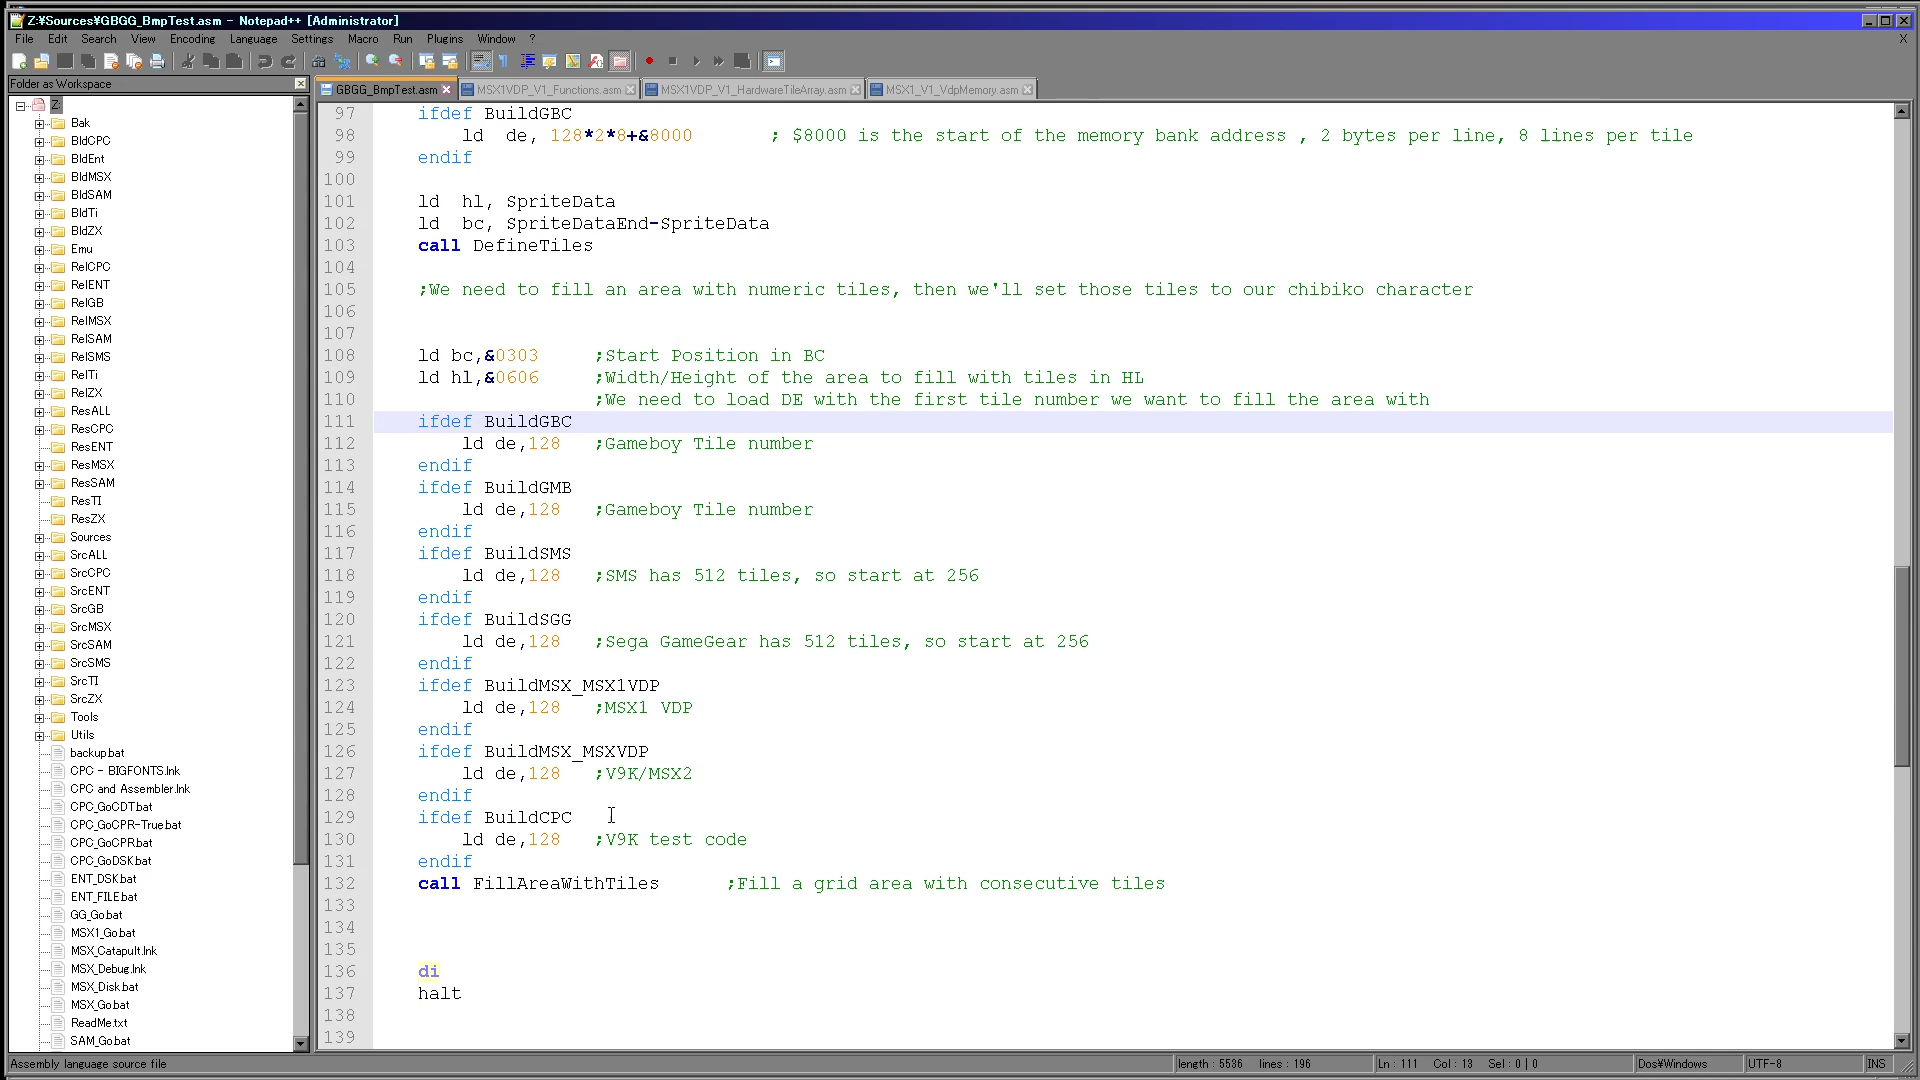 Z:¥Sources¥GBGG_BmpTest.asm - Notepad++ [Administrator]
File Edit Search View Encoding Language Settings Macro Run Plugins Window ? X
Folder as Workspace
GBGG_BmpTest.asm MSX1VDP_V1_Functions.asm MSX1VDP_V1_HardwareTileArray.asm MSX1_V1_VdpMemory.asm
Z:
Bak
BldCPC
BldEnt
BldMSX
BldSAM
BldTi
BldZX
Emu
RelCPC
RelENT
RelGB
RelMSX
RelSAM
RelSMS
RelTi
RelZX
ResALL
ResCPC
ResENT
ResMSX
ResSAM
ResTI
ResZX
Sources
SrcALL
SrcCPC
SrcENT
SrcGB
SrcMSX
SrcSAM
SrcSMS
SrcTI
SrcZX
Tools
Utils
backup.bat
CPC - BIGFONTS.lnk
CPC and Assembler.lnk
CPC_GoCDT.bat
CPC_GoCPR-True.bat
CPC_GoCPR.bat
CPC_GoDSK.bat
ENT_DSK.bat
ENT_FILE.bat
GG_Go.bat
MSX1_Go.bat
MSX_Catapult.lnk
MSX_Debug.lnk
MSX_Disk.bat
MSX_Go.bat
ReadMe.txt
SAM_Go.bat
97 ifdef BuildGBC
98 ld de, 128*2*8+&8000 ; $8000 is the start of the memory bank address , 2 bytes per line, 8 lines per tile
99 endif
100
101 ld hl, SpriteData
102 ld bc, SpriteDataEnd-SpriteData
103 call DefineTiles
104
105 ;We need to fill an area with numeric tiles, then we'll set those tiles to our chibiko character
106
107
108 ld bc,&0303 ;Start Position in BC
109 ld hl,&0606 ;Width/Height of the area to fill with tiles in HL
110 ;We need to load DE with the first tile number we want to fill the area with
111 ifdef BuildGBC
112 ld de,128 ;Gameboy Tile number
113 endif
114 ifdef BuildGMB
115 ld de,128 ;Gameboy Tile number
116 endif
117 ifdef BuildSMS
118 ld de,128 ;SMS has 512 tiles, so start at 256
119 endif
120 ifdef BuildSGG
121 ld de,128 ;Sega GameGear has 512 tiles, so start at 256
122 endif
123 ifdef BuildMSX_MSX1VDP
124 ld de,128 ;MSX1 VDP
125 endif
126 ifdef BuildMSX_MSXVDP
127 ld de,128 ;V9K/MSX2
128 endif
129 ifdef BuildCPC
130 ld de,128 ;V9K test code
131 endif
132 call FillAreaWithTiles ;Fill a grid area with consecutive tiles
133
134
135
136 di
137 halt
138
139
Assembly language source file length : 5536 lines : 196 Ln : 111 Col : 13 Sel : 0 | 0 Dos¥Windows UTF-8 INS